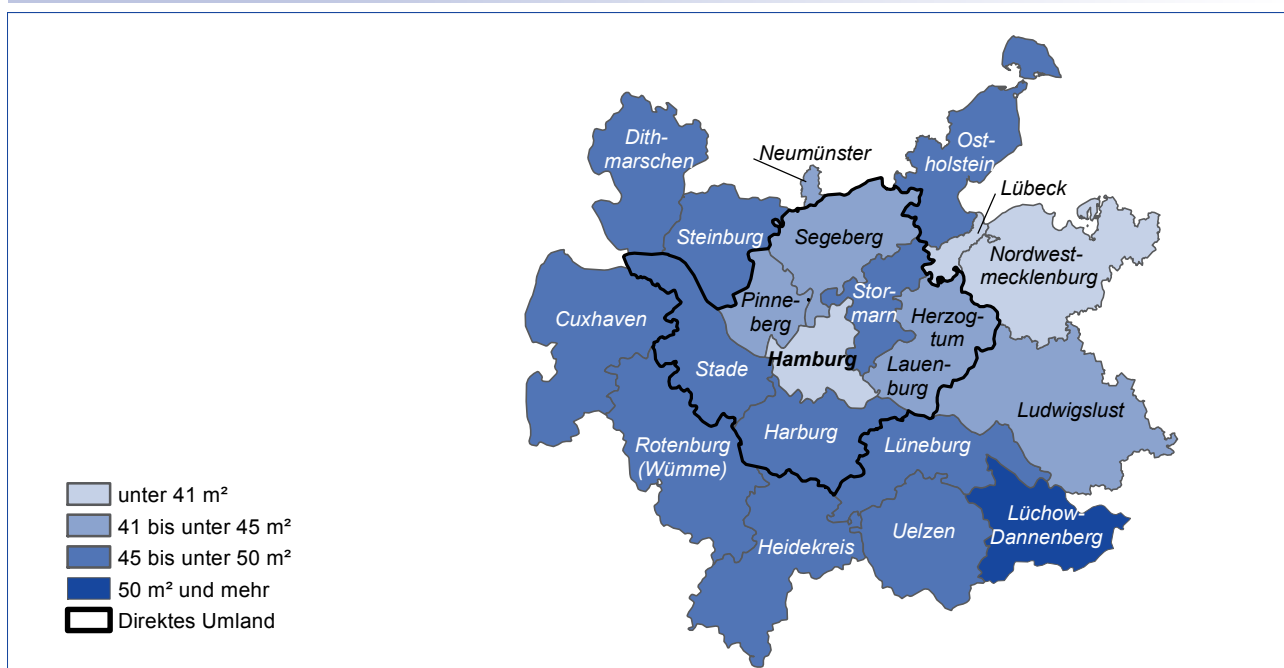 Dith-
marschen
Neumünster
Ost-
holstein
Lübeck
Steinburg
Segeberg
Nordwest-
mecklenburg
Cuxhaven
Pinne-
berg
Stor-
marn
Herzog-
tum
Lauen-
burg
Hamburg
Stade
Ludwigslust
Harburg
Lüneburg
Rotenburg
(Wümme)
Heidekreis
Uelzen
Lüchow-
Dannenberg
unter 41 m²
41 bis unter 45 m²
45 bis unter 50 m²
50 m² und mehr
Direktes Umland